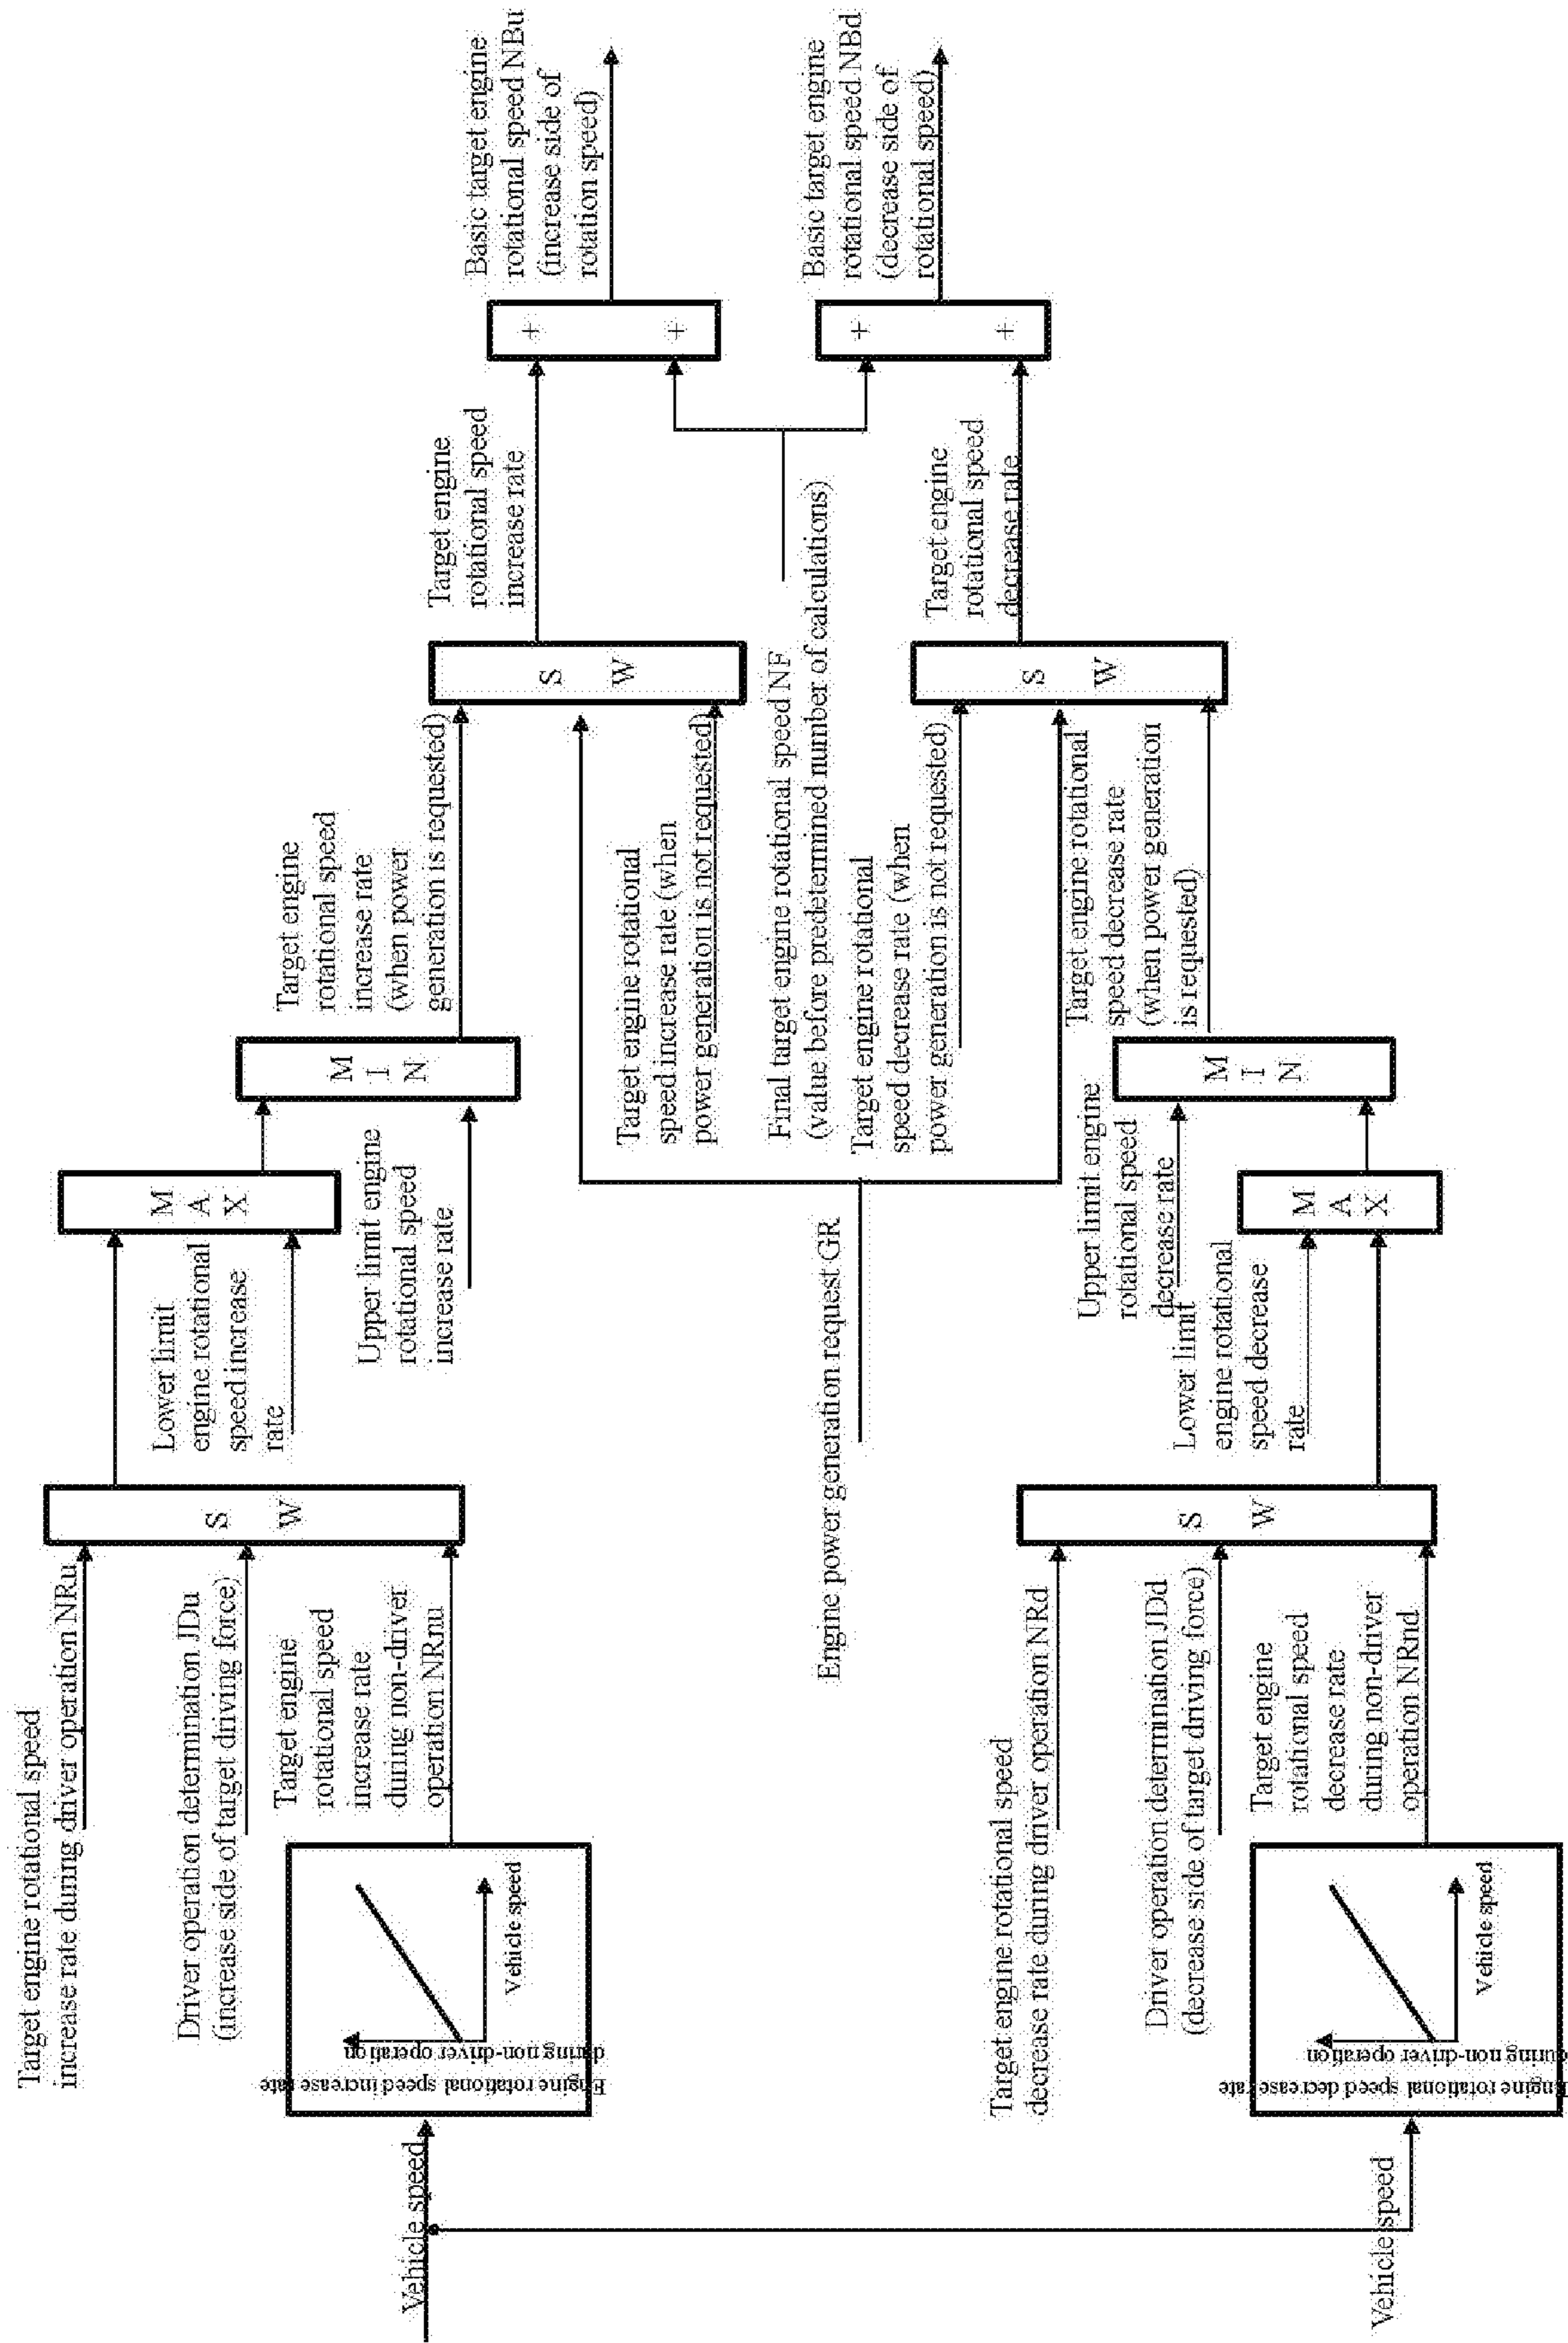 Vehicle speed
Engine rotational speed increase rate
during non-driver operation
Vehicle speed
Target engine rotational speed
increase rate during driver operation NRu
Driver operation determination JDu
(increase side of target driving force)
Target engine
rotational speed
increase rate
during non-driver
operation NRnu
S
W
Lower limit
engine rotational
speed increase
rate
M
A
X
Upper limit engine
rotational speed
increase rate
M
I
N
Target engine
rotational speed
increase rate
(when power
generation is requested)
Target engine rotational
speed increase rate (when
power generation is not requested)
S
W
Target engine
rotational speed
increase rate
+
+
Basic target engine
rotational speed NBu
(increase side of
rotation speed)
Engine power generation request GR
Final target engine rotational speed NF
(value before predetermined number of calculations)
Vehicle speed
Engine rotational speed decrease rate
during non-driver operation
Vehicle speed
Target engine rotational speed
decrease rate during driver operation NRd
Driver operation determination JDd
(decrease side of target driving force)
Target engine
rotational speed
decrease rate
during non-driver
operation NRnd
S
W
Upper limit engine
rotational speed
decrease rate
Lower limit
engine rotational
speed decrease
rate
M
A
X
M
I
N
Target engine rotational
speed decrease rate (when
power generation is not requested)
Target engine rotational
speed decrease rate
(when power generation
is requested)
S
W
Target engine
rotational speed
decrease rate
+
+
Basic target engine
rotational speed NBd
(decrease side of
rotational speed)